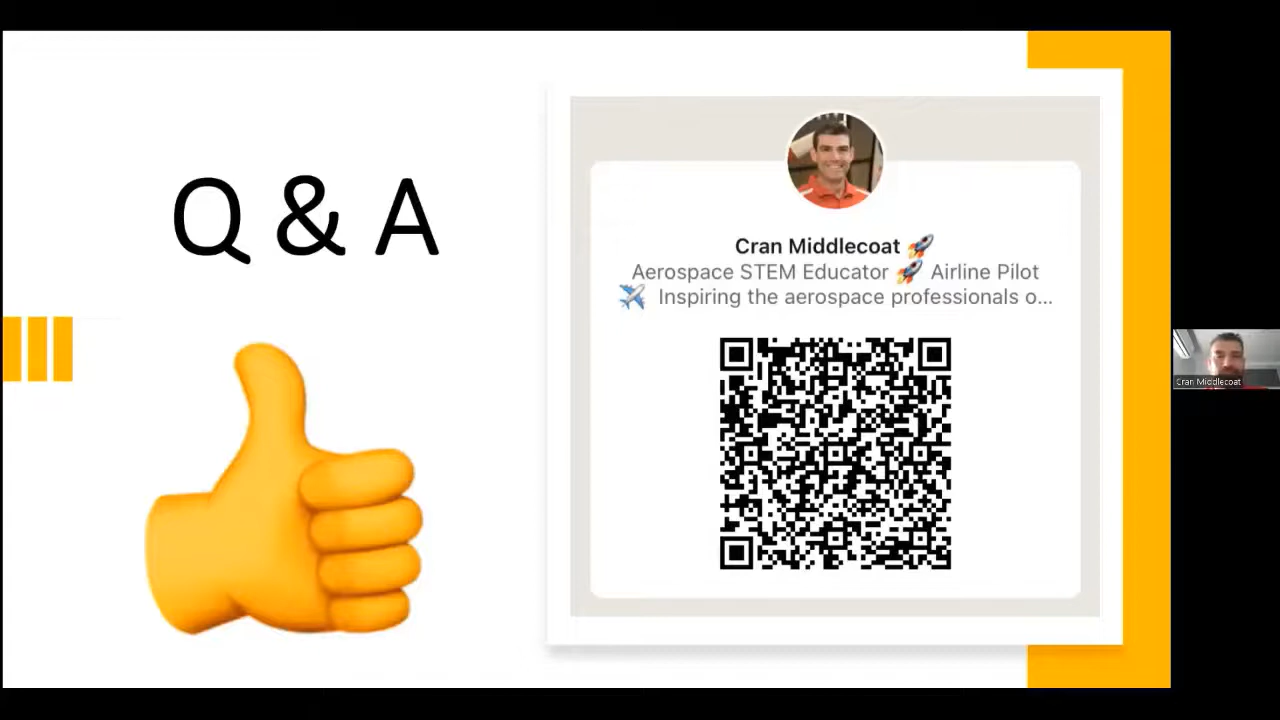 Q & A
Cran Middlecoat 🚀
Aerospace STEM Educator 🚀 Airline Pilot
✈️ Inspiring the aerospace professionals o...
Cran Middlecoat